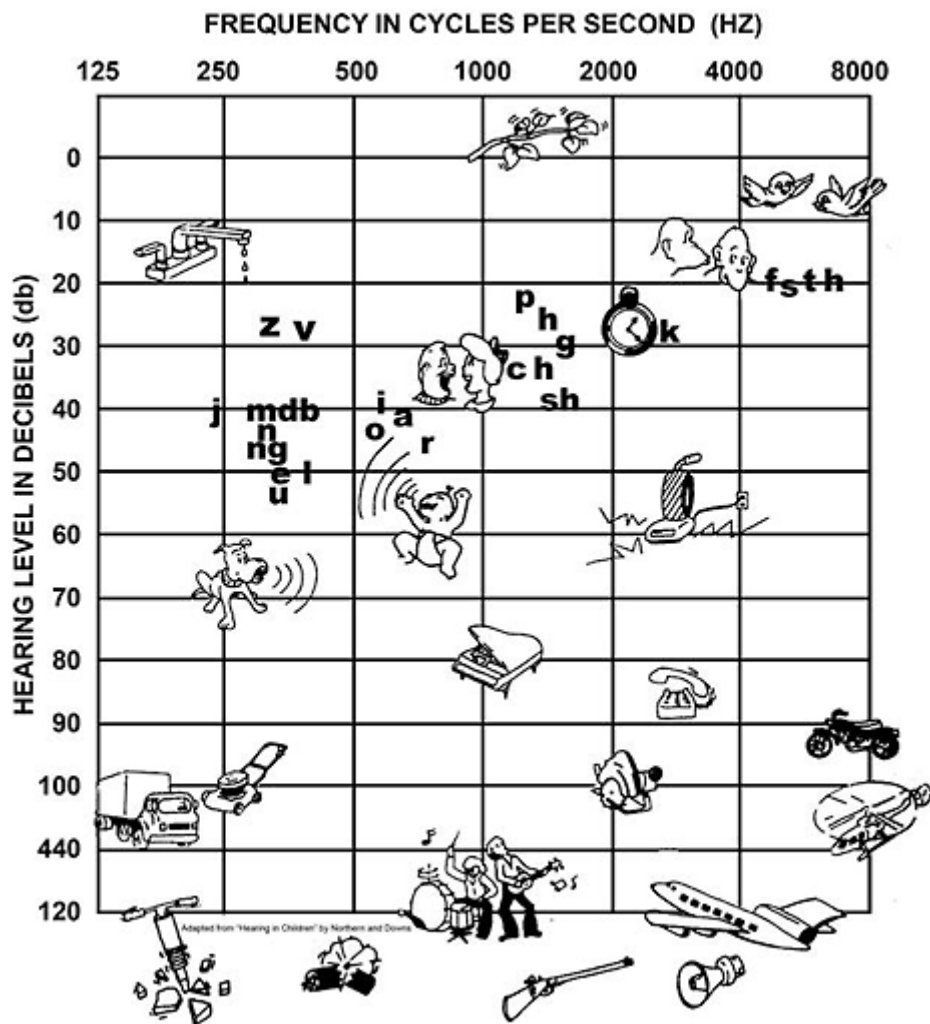 FREQUENCY IN CYCLES PER SECOND (HZ)
125 250 500 1000 2000 4000 8000
HEARING LEVEL IN DECIBELS (db)
0
10
20
f s t h
p
h
z v
k
g
30
c h
sh
40
j
m d b
i
a
n
o
r
ng
50
e l
u
60
70
80
90
100
440
120
Adapted from "Hearing in Children" by Northern and Downs